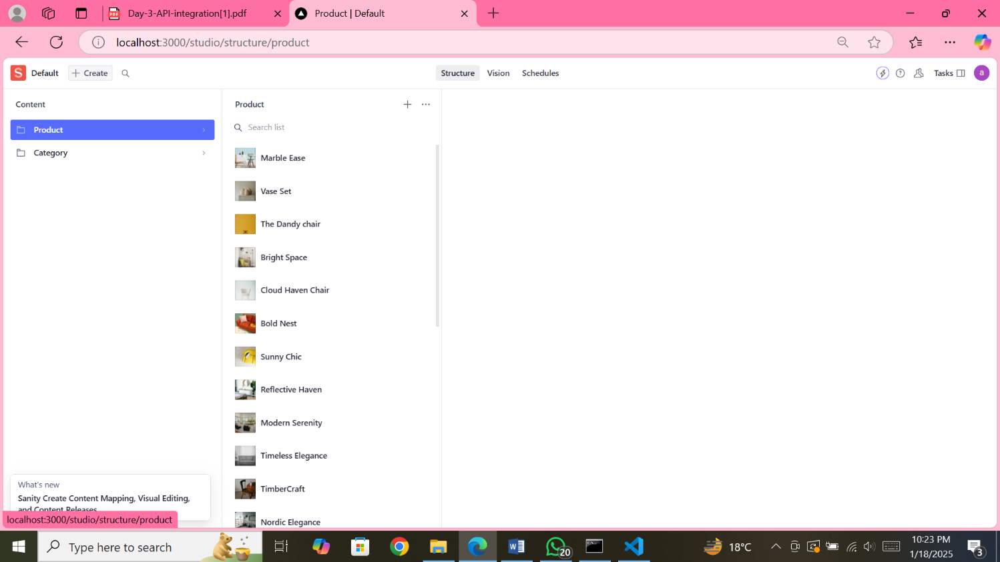 Day-3-API-integration[1].pdf
Product | Default
localhost:3000/studio/structure/product
S Default
Create
Structure Vision Schedules
Tasks
a
Content
Product
Category
Product
Search list
Marble Ease
Vase Set
The Dandy chair
Bright Space
Cloud Haven Chair
Bold Nest
Sunny Chic
Reflective Haven
Modern Serenity
Timeless Elegance
TimberCraft
Nordic Elegance
What's new
Sanity Create Content Mapping, Visual Editing,
and Content Releases
localhost:3000/studio/structure/product
Type here to search
20
18°C
10:23 PM
1/18/2025
3